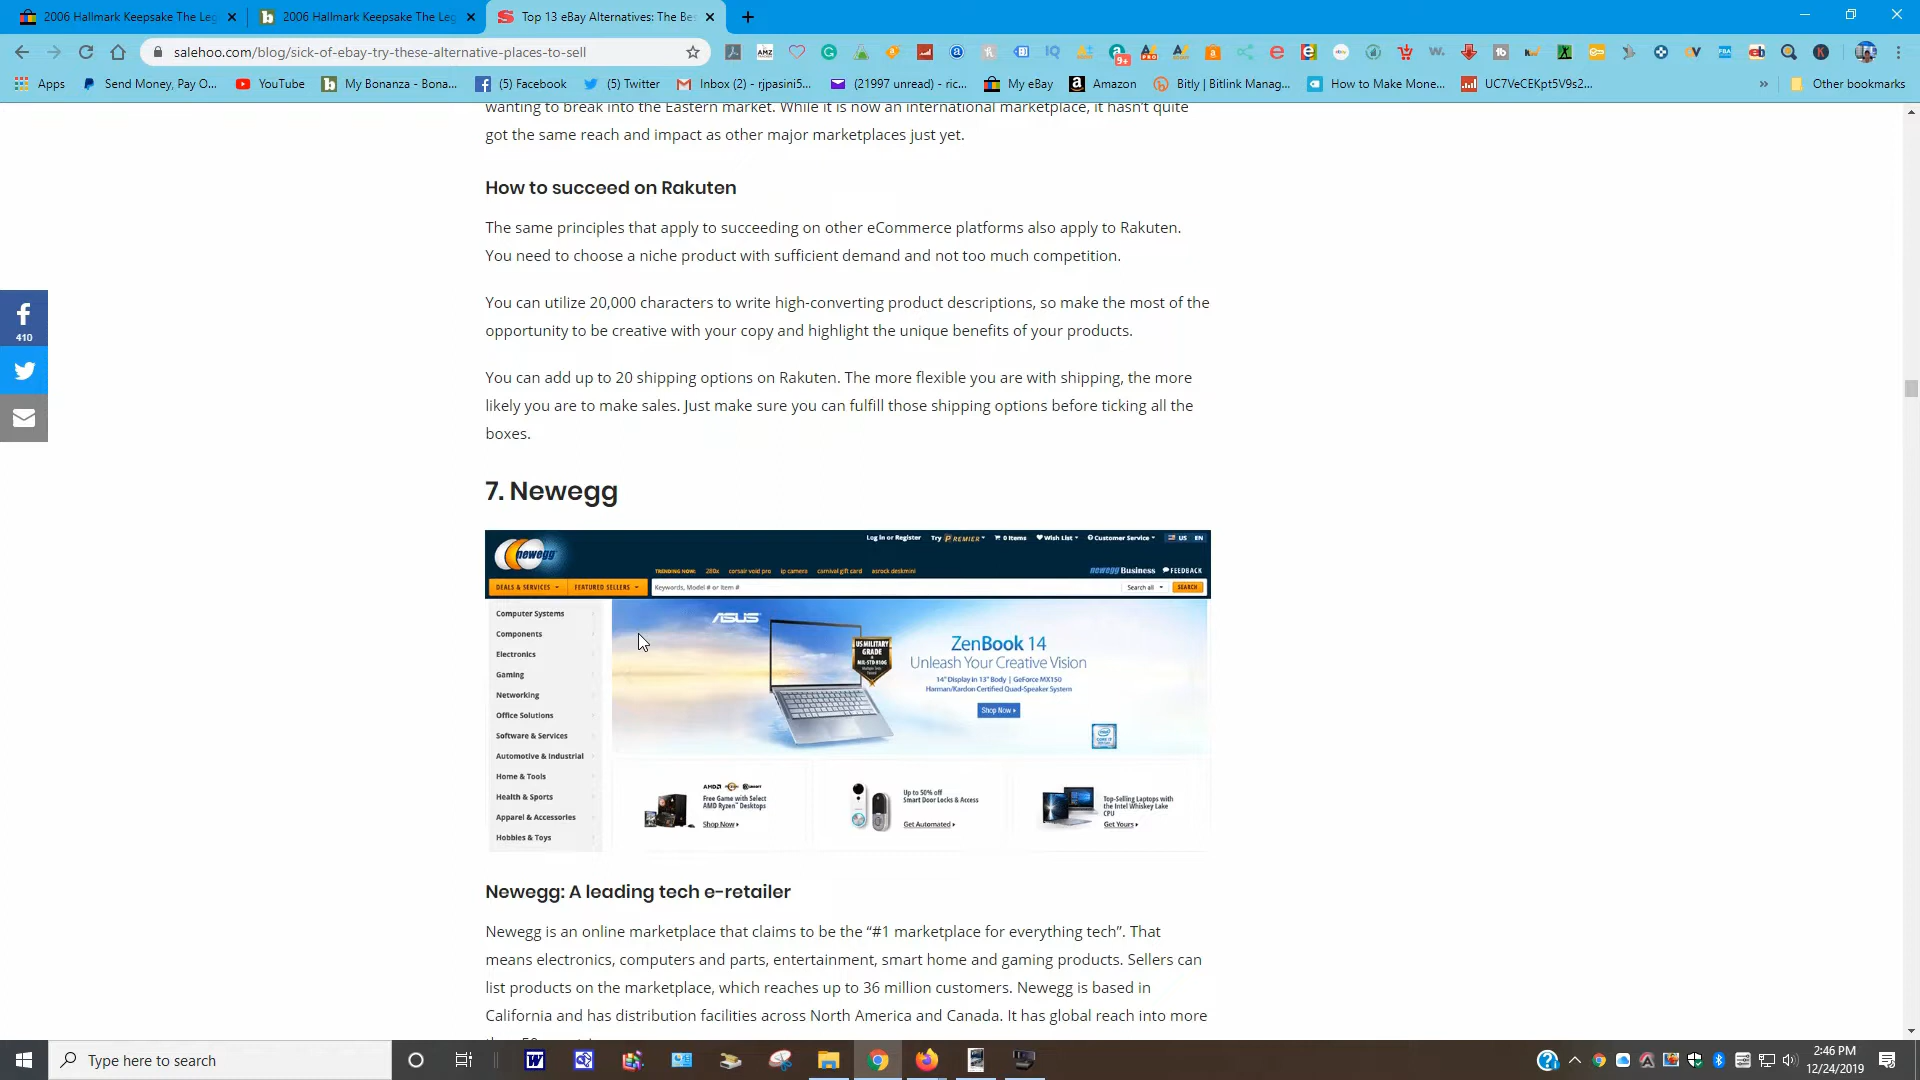 2006 Hallmark Keepsake The Leg
2006 Hallmark Keepsake The Leg
Top 13 eBay Alternatives: The Be
salehoo.com/blog/sick-of-ebay-try-these-alternative-places-to-sell
Apps
Send Money, Pay O...
YouTube
My Bonanza - Bona...
(5) Facebook
(5) Twitter
Inbox (2) - rjpasini5...
(21997 unread) - ric...
My eBay
Amazon
Bitly | Bitlink Manag...
How to Make Mone...
UC7VeCEKpt5V9s2...
Other bookmarks
wanting to break into the Eastern market. While it is now an international marketplace, it hasn't quite
got the same reach and impact as other major marketplaces just yet.
How to succeed on Rakuten
The same principles that apply to succeeding on other eCommerce platforms also apply to Rakuten.
You need to choose a niche product with sufficient demand and not too much competition.
You can utilize 20,000 characters to write high-converting product descriptions, so make the most of the
opportunity to be creative with your copy and highlight the unique benefits of your products.
410
You can add up to 20 shipping options on Rakuten. The more flexible you are with shipping, the more
likely you are to make sales. Just make sure you can fulfill those shipping options before ticking all the
boxes.
7. Newegg
newegg
Log in or Register
Try PREMIER
0 Items
Wish List
Customer Service
US
EN
TRENDING NOW:
280x
corsair void pro
ip camera
carnival gift card
asrock deskmini
newegg Business
FEEDBACK
DEALS & SERVICES
FEATURED SELLERS
Keywords, Model # or Item #
Search all
SEARCH
Computer Systems
Components
Electronics
Gaming
Networking
Office Solutions
Software & Services
Automotive & Industrial
Home & Tools
Health & Sports
Apparel & Accessories
Hobbies & Toys
ASUS
US MILITARY
GRADE
MIL-STD 810G
ZenBook 14
Unleash Your Creative Vision
14" Display in 13" Body | GeForce MX150
Harman/Kardon Certified Quad-Speaker System
Shop Now
AMD
Free Game with Select
AMD Ryzen Desktops
Shop Now
Up to 50% off
Smart Door Locks & Access
Get Automated
Top-Selling Laptops with
the Intel Whiskey Lake
CPU
Get Yours
Newegg: A leading tech e-retailer
Newegg is an online marketplace that claims to be the "#1 marketplace for everything tech". That
means electronics, computers and parts, entertainment, smart home and gaming products. Sellers can
list products on the marketplace, which reaches up to 36 million customers. Newegg is based in
California and has distribution facilities across North America and Canada. It has global reach into more
Type here to search
2:46 PM
12/24/2019